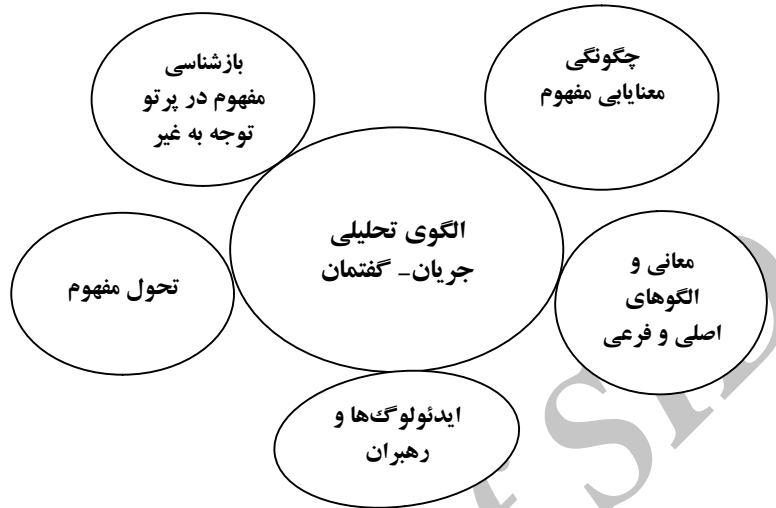 چگونگی
معنایابی مفهوم
بازشناسی
مفهوم در پرتو
توجه به غیر
الگوی تحلیلی
جریان- گفتمان
معانی و
الگوهای
اصلی و فرعی
تحول مفهوم
ایدئولوگ‌ها و
رهبران
SID